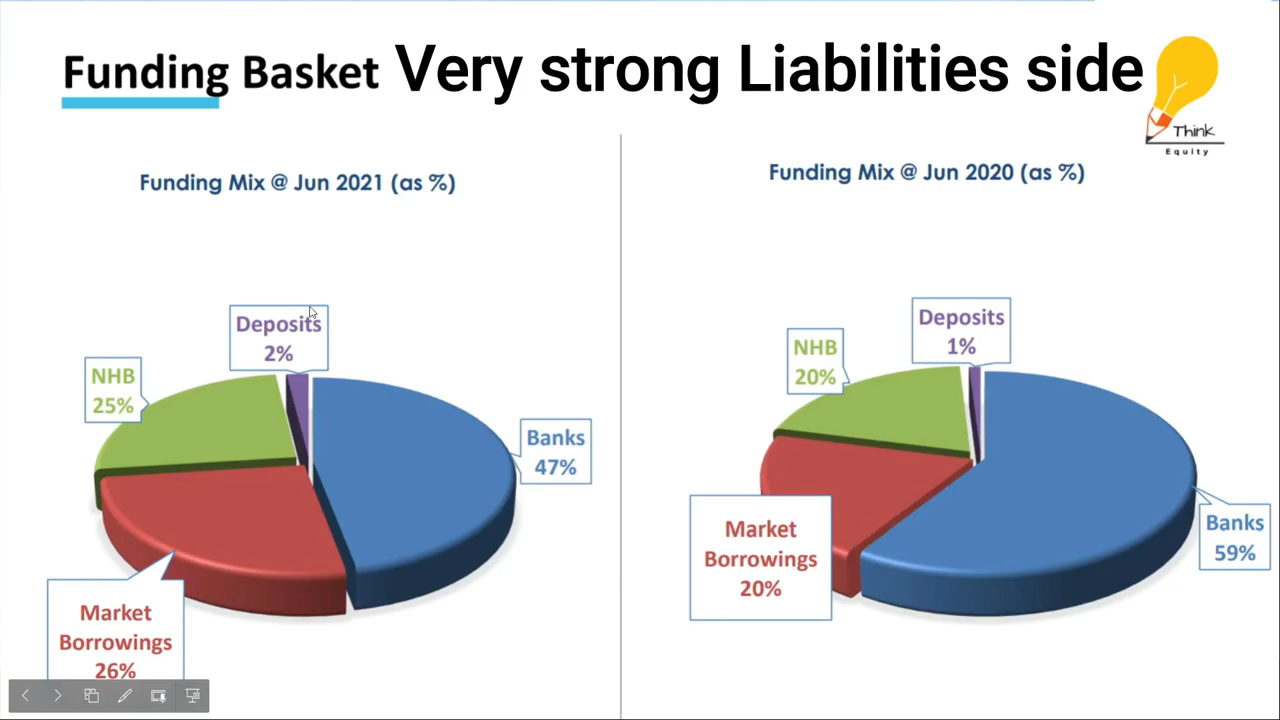 Funding Basket Very strong Liabilities side
Think
Equity
Funding Mix @ Jun 2021 (as %)
Deposits
2%
NHB
25%
Banks
47%
Market
Borrowings
26%
Funding Mix @ Jun 2020 (as %)
Deposits
1%
NHB
20%
Market
Borrowings
20%
Banks
59%